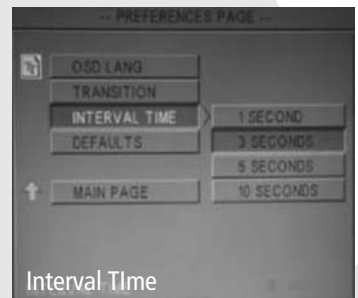 -- PREFERENCES PAGE --
OSD LANG
TRANSITION
INTERVAL TIME
1 SECOND
DEFAULTS
3 SECONDS
5 SECONDS
MAIN PAGE
10 SECONDS
Interval TIme